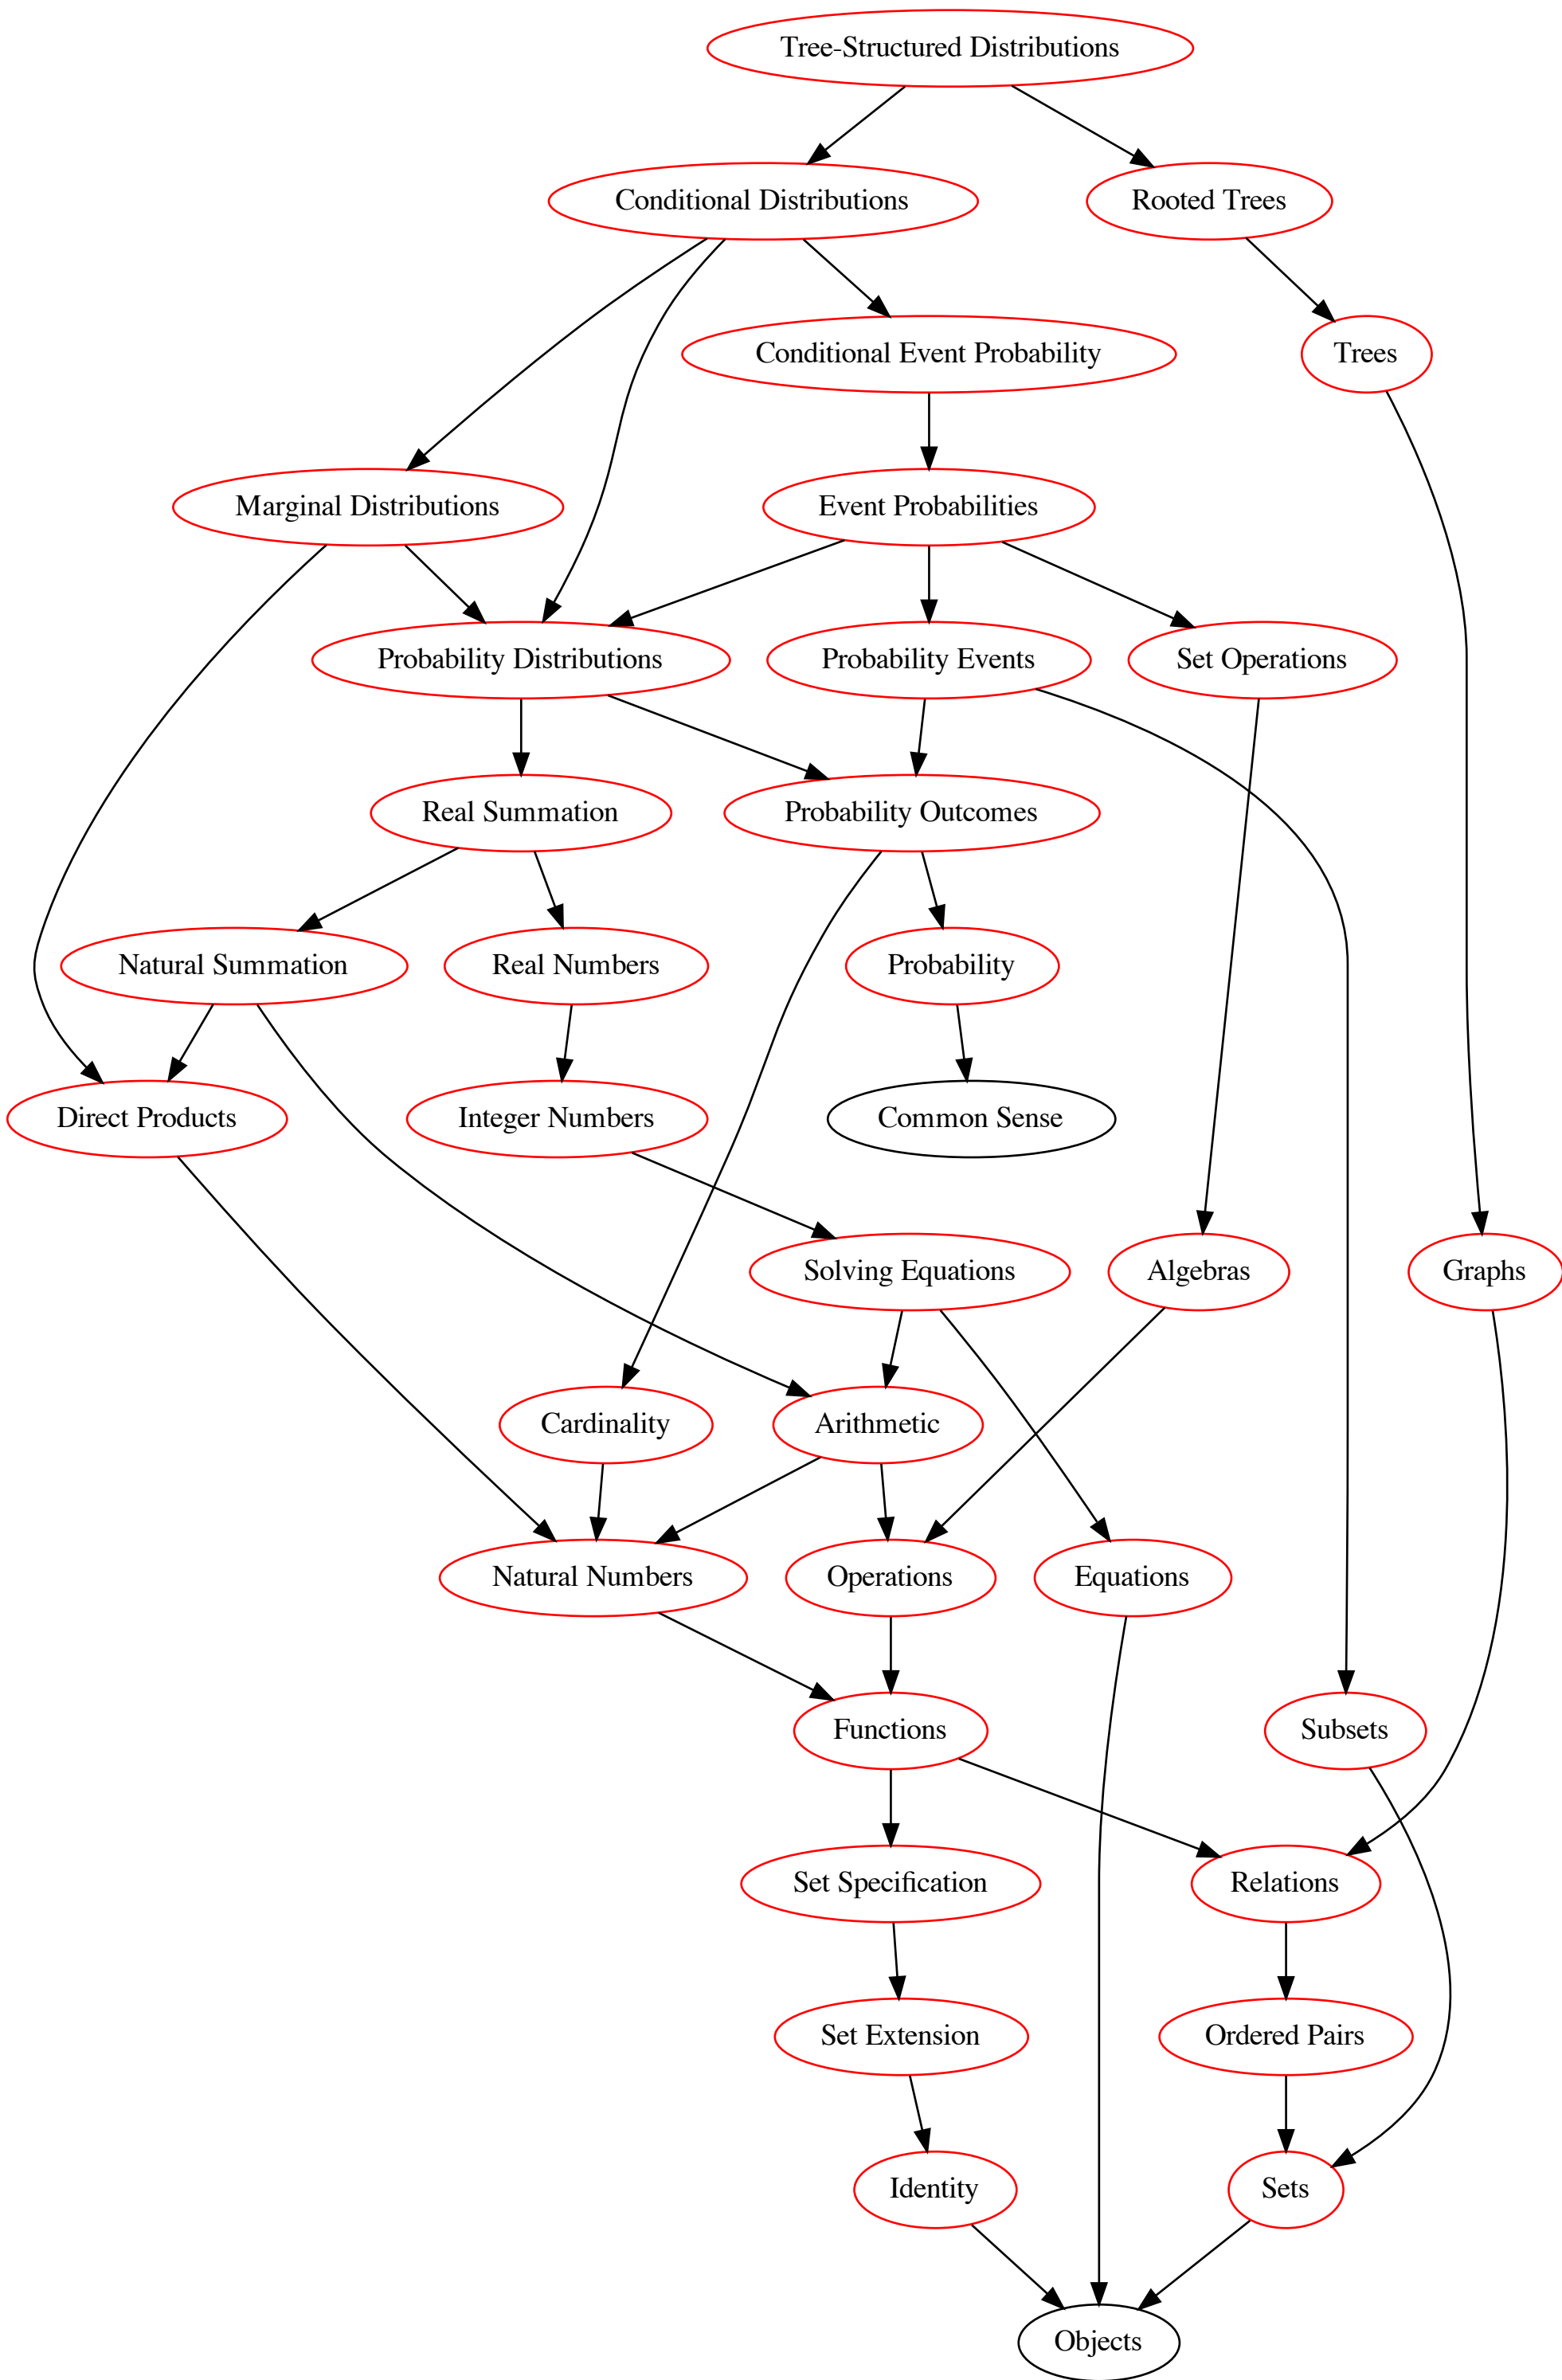 Tree-Structured Distributions
Conditional Distributions
Rooted Trees
Conditional Event Probability
Trees
Marginal Distributions
Event Probabilities
Probability Distributions
Probability Events
Set Operations
Real Summation
Probability Outcomes
Natural Summation
Real Numbers
Probability
Direct Products
Integer Numbers
Common Sense
Solving Equations
Algebras
Graphs
Cardinality
Arithmetic
Natural Numbers
Operations
Equations
Functions
Subsets
Set Specification
Relations
Set Extension
Ordered Pairs
Identity
Sets
Objects